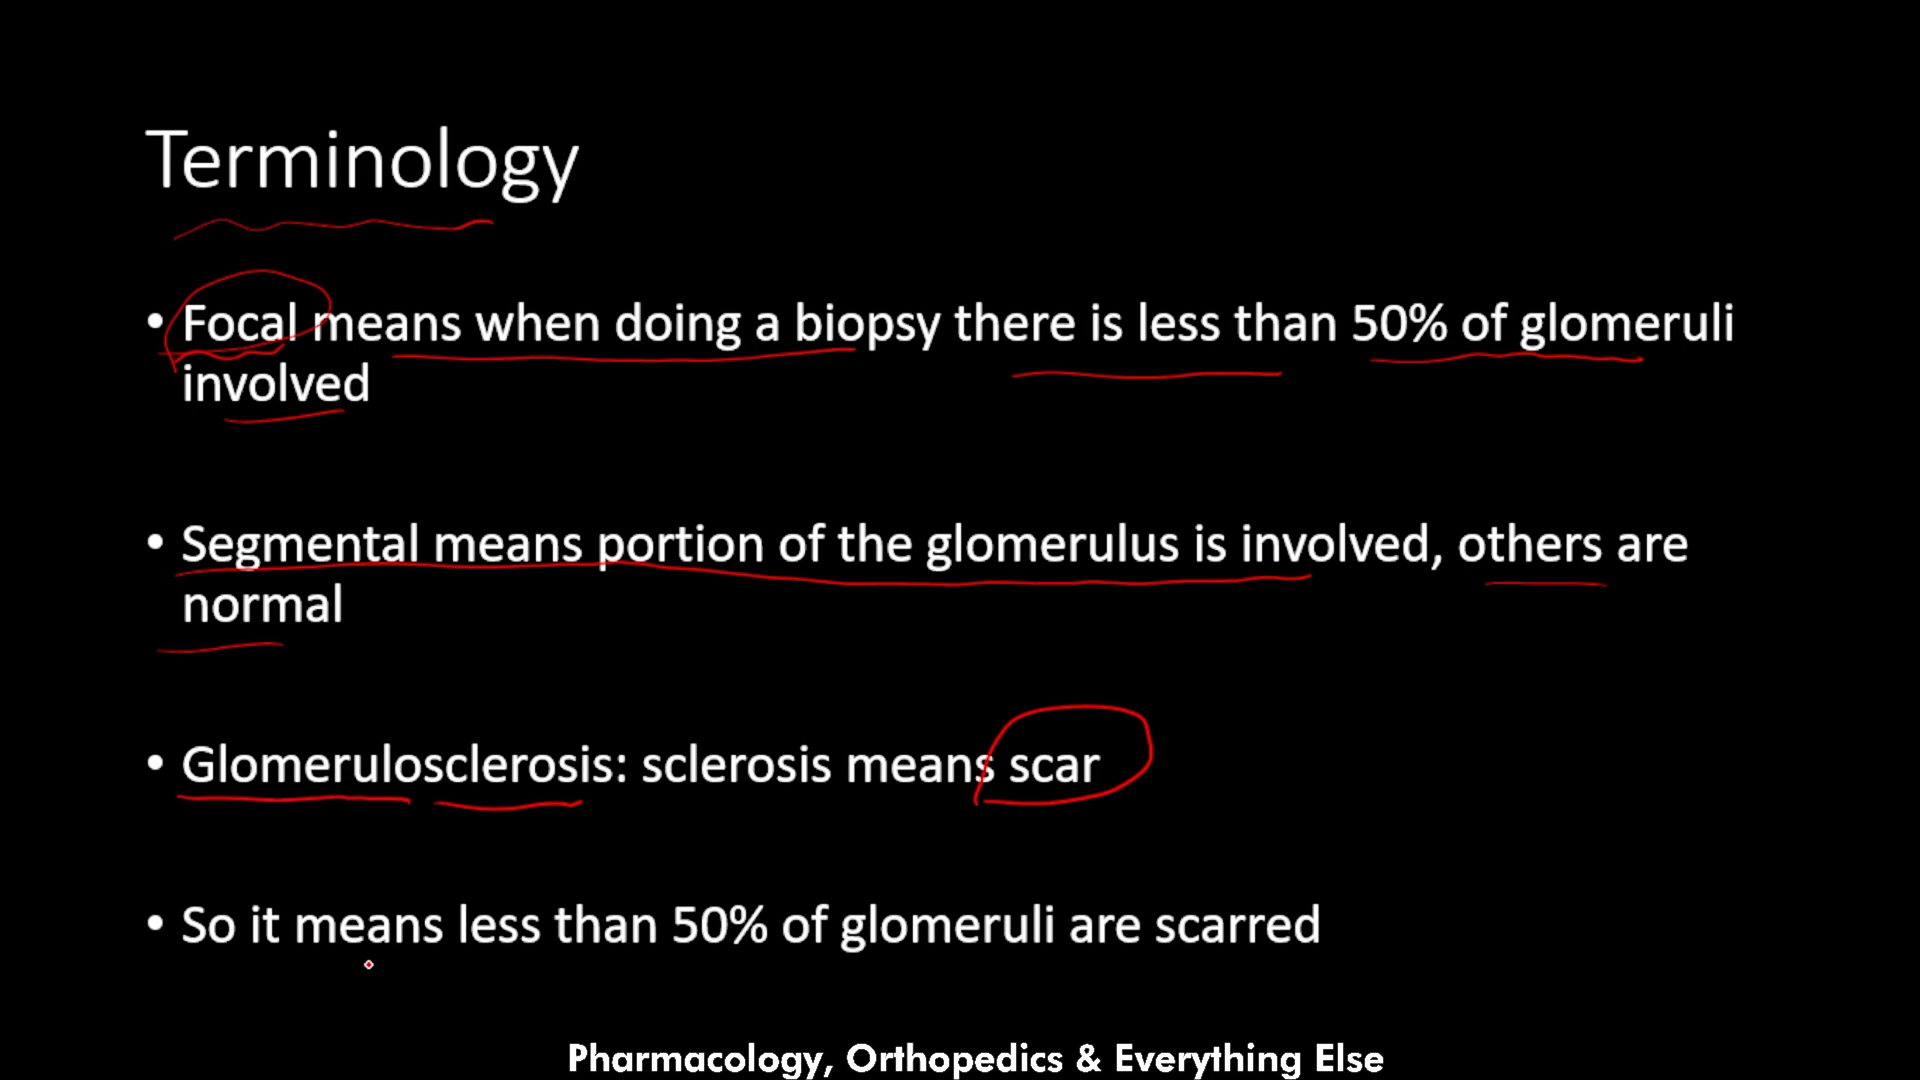 Terminology
• Focal means when doing a biopsy there is less than 50% of glomeruli
involved
• Segmental means portion of the glomerulus is involved, others are
normal
• Glomerulosclerosis: sclerosis means scar
• So it means less than 50% of glomeruli are scarred
Pharmacology, Orthopedics & Everything Else